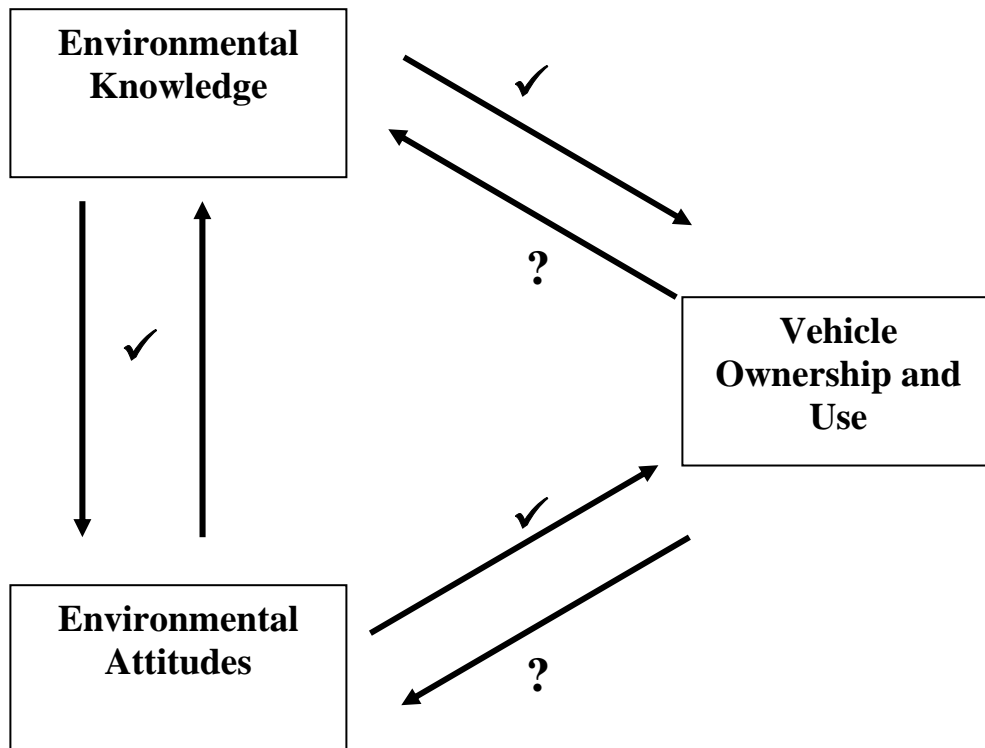 Environmental
Knowledge
✓
?
✓
Vehicle
Ownership and
Use
✓
Environmental
Attitudes
?